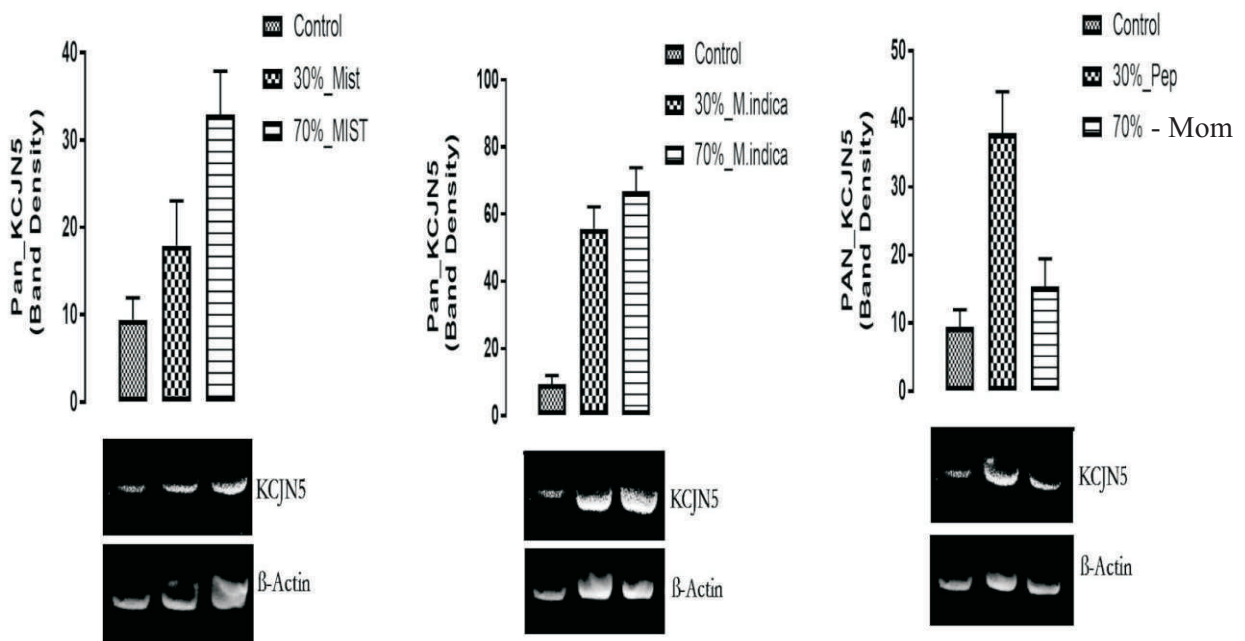 Control
30%_Mist
70%_MIST
40
30
20
10
0
Pan_KCJN5
(Band Density)
KCJN5
ß-Actin
Control
30%_M.indica
70%_M.indica
100
80
60
40
20
0
Pan_KCJN5
(Band Density)
KCJN5
ß-Actin
Control
30%_Pep
70% - Mom
50
40
30
20
10
0
PAN_KCJN5
(Band Density)
KCJN5
ß-Actin